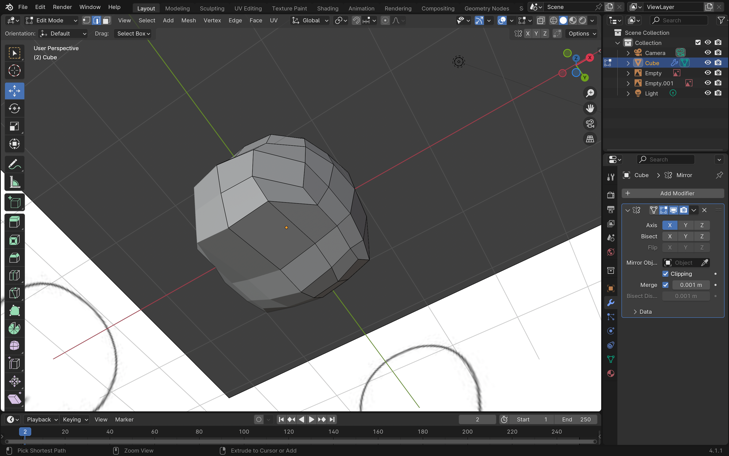 File Edit Render Window Help Layout Modeling Sculpting UV Editing Texture Paint Shading Animation Rendering Compositing Geometry Nodes Scene ViewLayer
Edit Mode View Select Add Mesh Vertex Edge Face UV Global
Orientation: Default Drag: Select Box X Y Z Options
User Perspective
(2) Cube
X
Y
Z
Search
Scene Collection
Collection
Camera
Cube
Empty
Empty.001
Light
Search
Cube Mirror
Add Modifier
Axis X Y Z
Bisect X Y Z
Flip X Y Z
Mirror Obj... Object
Clipping
Merge 0.001 m
Bisect Do... 0.001 m
Data
Playback Keying View Marker 2 Start 1 End 250
2 20 40 60 80 100 120 140 160 180 200 220 240
Pick Shortest Path Zoom View Extrude to Cursor or Add 4.1.1